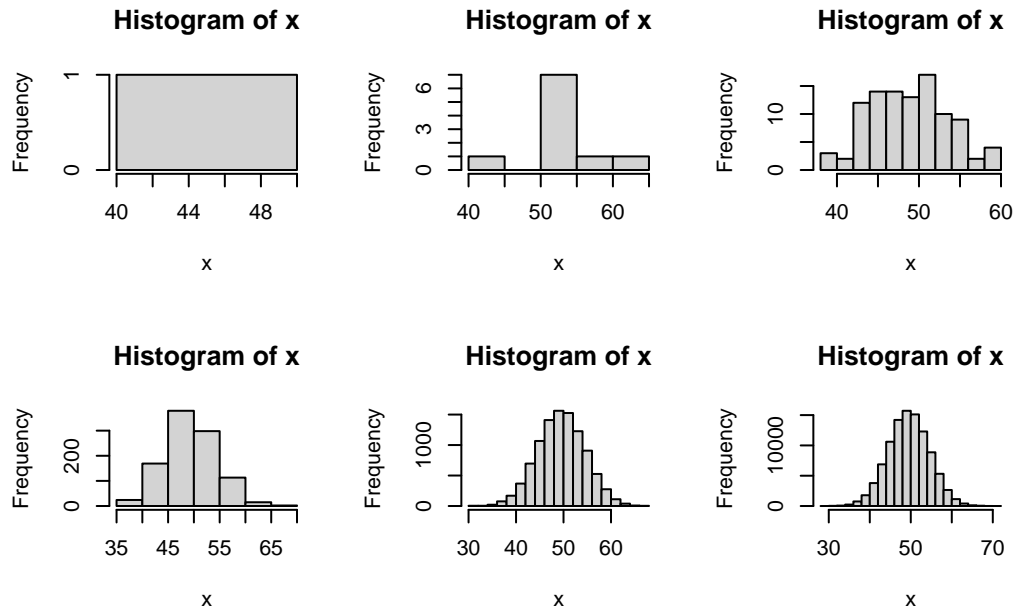 Histogram of x
Frequency
0 1
40 44 48
x
Histogram of x
Frequency
0 3 6
40 50 60
x
Histogram of x
Frequency
0 10
40 50 60
x
Histogram of x
Frequency
0 200
35 45 55 65
x
Histogram of x
Frequency
0 1000
30 40 50 60
x
Histogram of x
Frequency
0 10000
30 50 70
x